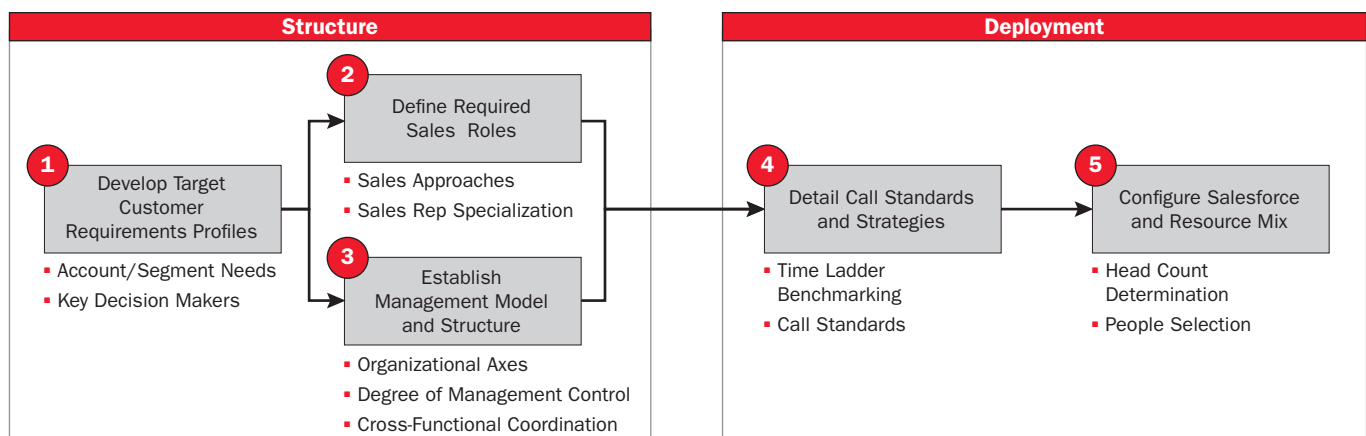 Structure
1
Develop Target
Customer
Requirements Profiles
▪ Account/Segment Needs
▪ Key Decision Makers
2
Define Required
Sales Roles
▪ Sales Approaches
▪ Sales Rep Specialization
3
Establish
Management Model
and Structure
▪ Organizational Axes
▪ Degree of Management Control
▪ Cross-Functional Coordination
Deployment
4
Detail Call Standards
and Strategies
▪ Time Ladder
Benchmarking
▪ Call Standards
5
Configure Salesforce
and Resource Mix
▪ Head Count
Determination
▪ People Selection